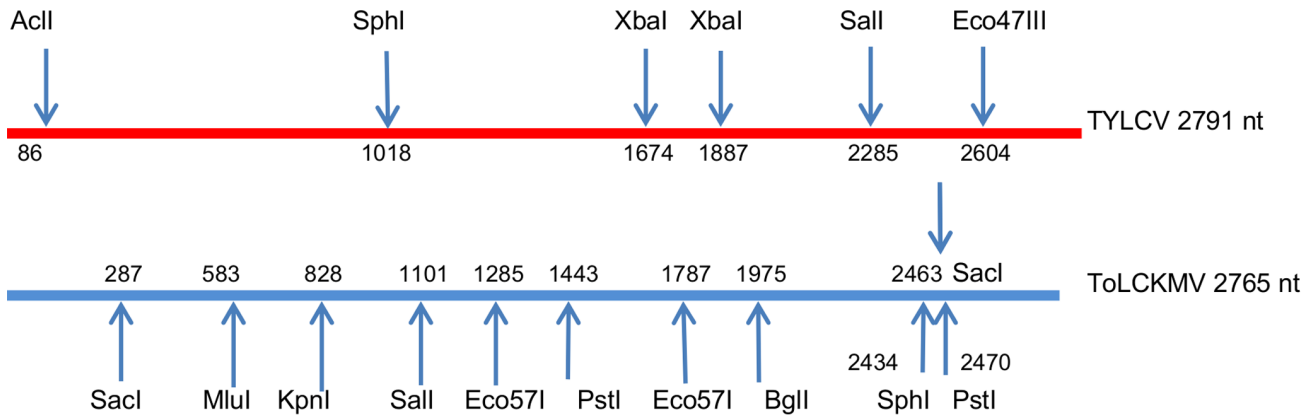 AclI SphI XbaI XbaI SalI Eco47III
TYLCV 2791 nt
86 1018 1674 1887 2285 2604
287 583 828 1101 1285 1443 1787 1975 2463 SacI
ToLCKMV 2765 nt
2434 2470
SacI MluI KpnI SalI Eco57I PstI Eco57I BglI SphI PstI